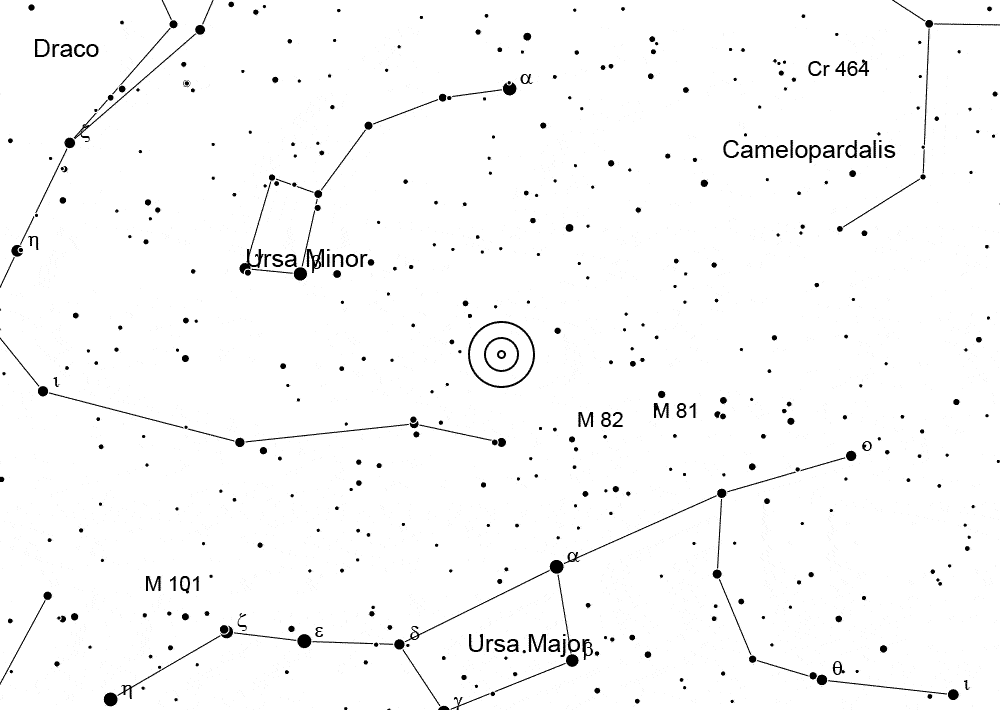 Draco
α
Cr 464
ζ
Camelopardalis
η
Ursa Minor
γ
β
ι
M 82
M 81
ο
α
M 101
ζ
ε
δ
Ursa Major
β
θ
ι
η
γ